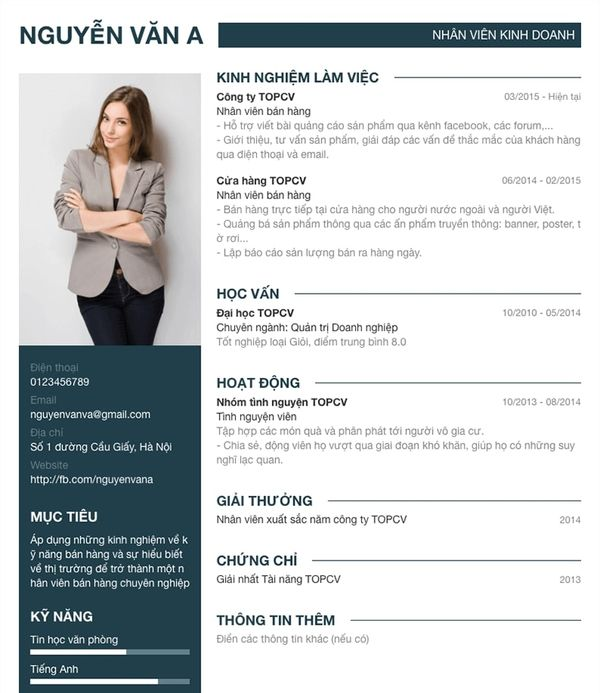 NGUYỄN VĂN A
NHÂN VIÊN KINH DOANH
Điện thoại
0123456789
Email
nguyenvanva@gmail.com
Địa chỉ
Số 1 đường Cầu Giấy, Hà Nội
Website
http://fb.com/nguyenvana
MỤC TIÊU
Áp dụng những kinh nghiệm về k
ỹ năng bán hàng và sự hiểu biết
về thị trường để trở thành một n
hân viên bán hàng chuyên nghiệp
KỸ NĂNG
Tin học văn phòng
Tiếng Anh
KINH NGHIỆM LÀM VIỆC
Công ty TOPCV 03/2015 - Hiện tại
Nhân viên bán hàng
- Hỗ trợ viết bài quảng cáo sản phẩm qua kênh facebook, các forum,...
- Giới thiệu, tư vấn sản phẩm, giải đáp các vấn đề thắc mắc của khách hàng
qua điện thoại và email.
Cửa hàng TOPCV 06/2014 - 02/2015
Nhân viên bán hàng
- Bán hàng trực tiếp tại cửa hàng cho người nước ngoài và người Việt.
- Quảng bá sản phẩm thông qua các ấn phẩm truyền thông: banner, poster, t
ờ rơi...
- Lập báo cáo sản lượng bán ra hàng ngày.
HỌC VẤN
Đại học TOPCV 10/2010 - 05/2014
Chuyên ngành: Quản trị Doanh nghiệp
Tốt nghiệp loại Giỏi, điểm trung bình 8.0
HOẠT ĐỘNG
Nhóm tình nguyện TOPCV 10/2013 - 08/2014
Tình nguyện viên
Tập hợp các món quà và phân phát tới người vô gia cư.
- Chia sẻ, động viên họ vượt qua giai đoạn khó khăn, giúp họ có những suy
nghĩ lạc quan.
GIẢI THƯỞNG
Nhân viên xuất sắc năm công ty TOPCV 2014
CHỨNG CHỈ
Giải nhất Tài năng TOPCV 2013
THÔNG TIN THÊM
Điền các thông tin khác (nếu có)